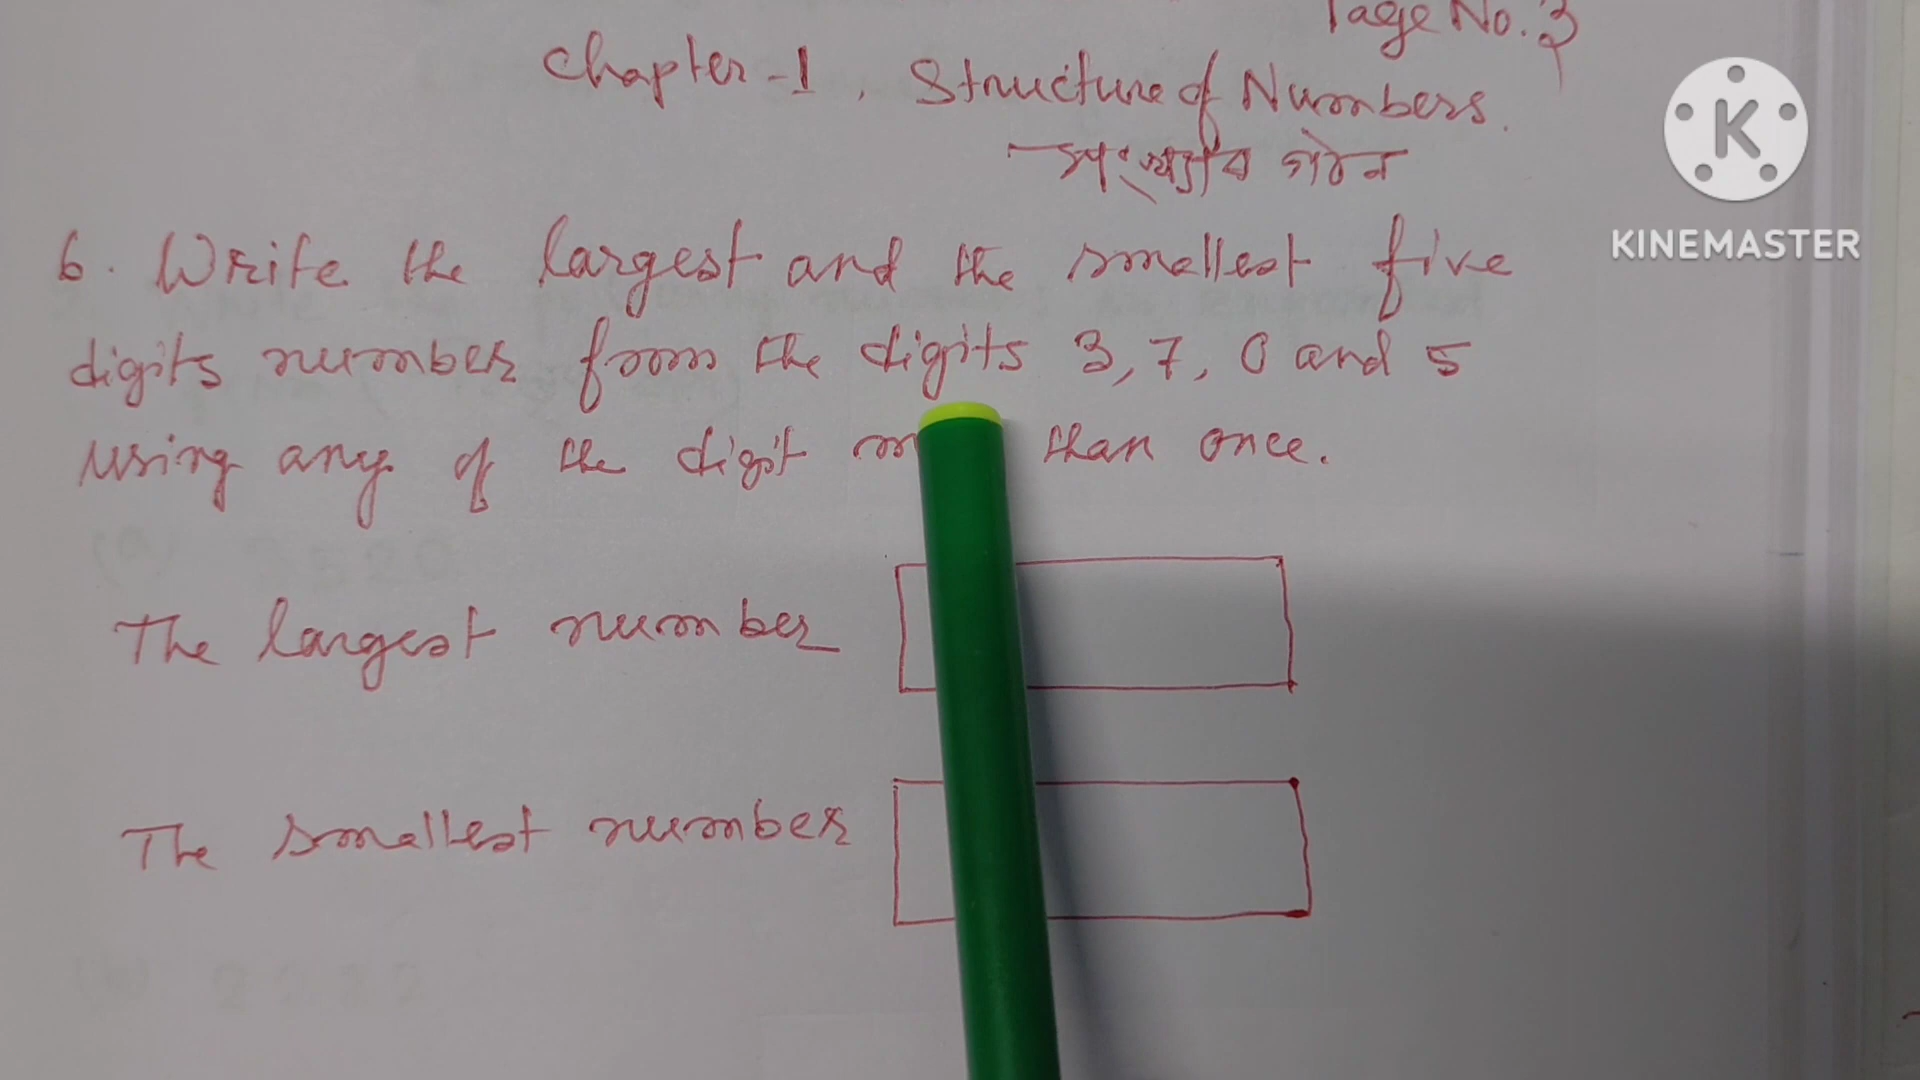 Page No. 3
Chapter-1, Structure of Numbers.
সংখ্যার গঠন
K
KINEMASTER
6. Write the largest and the smallest five
digits number from the digits 3, 7, 0 and 5
using any of the digit than once.
The largest number
The smallest number